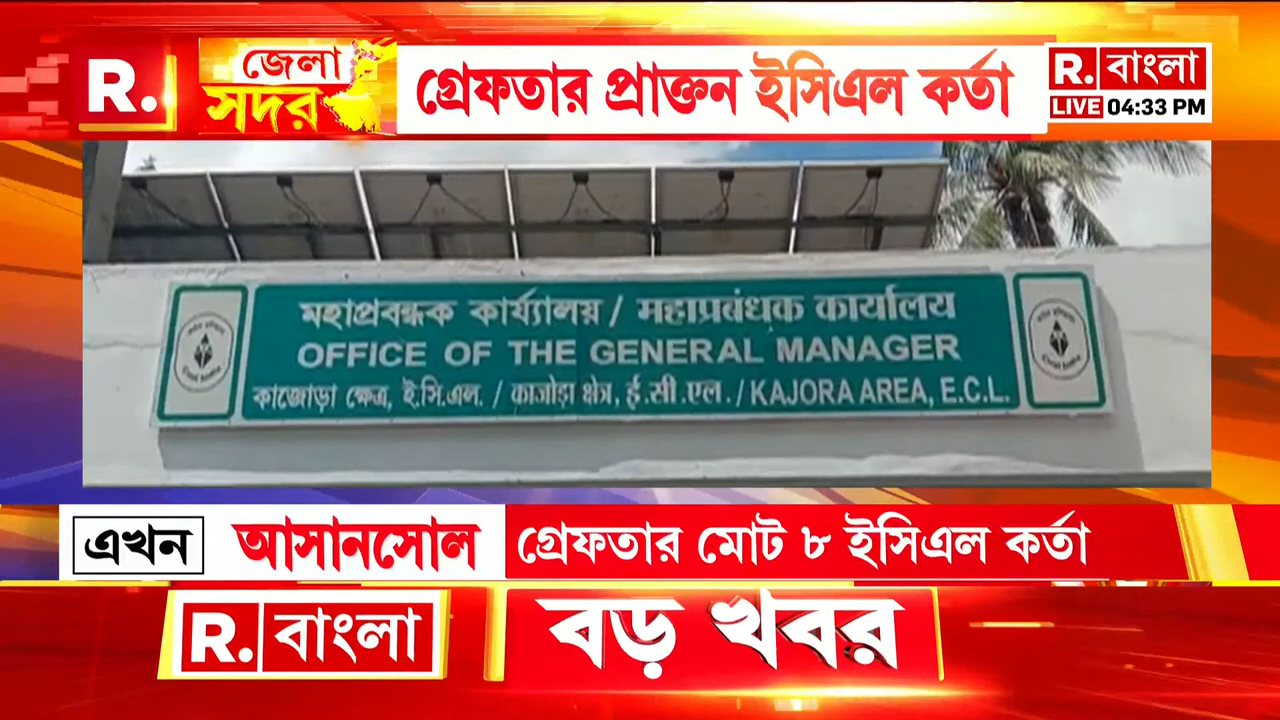 R.
জেলা
সদর
গ্রেফতার প্রাক্তন ইসিএল কর্তা
R. বাংলা
LIVE 04:33 PM
মহাপ্রবন্ধক কার্য্যালয় / महाप्रबंधक कार्यालय
OFFICE OF THE GENERAL MANAGER
কাজোড়া ক্ষেত্র, ই.সি.এল. / काजोड़ा क्षेत्र, ई.सी.एल. / KAJORA AREA, E.C.L.
এখন আসানসোল গ্রেফতার মোট ৮ ইসিএল কর্তা
R. বাংলা
বড় খবর